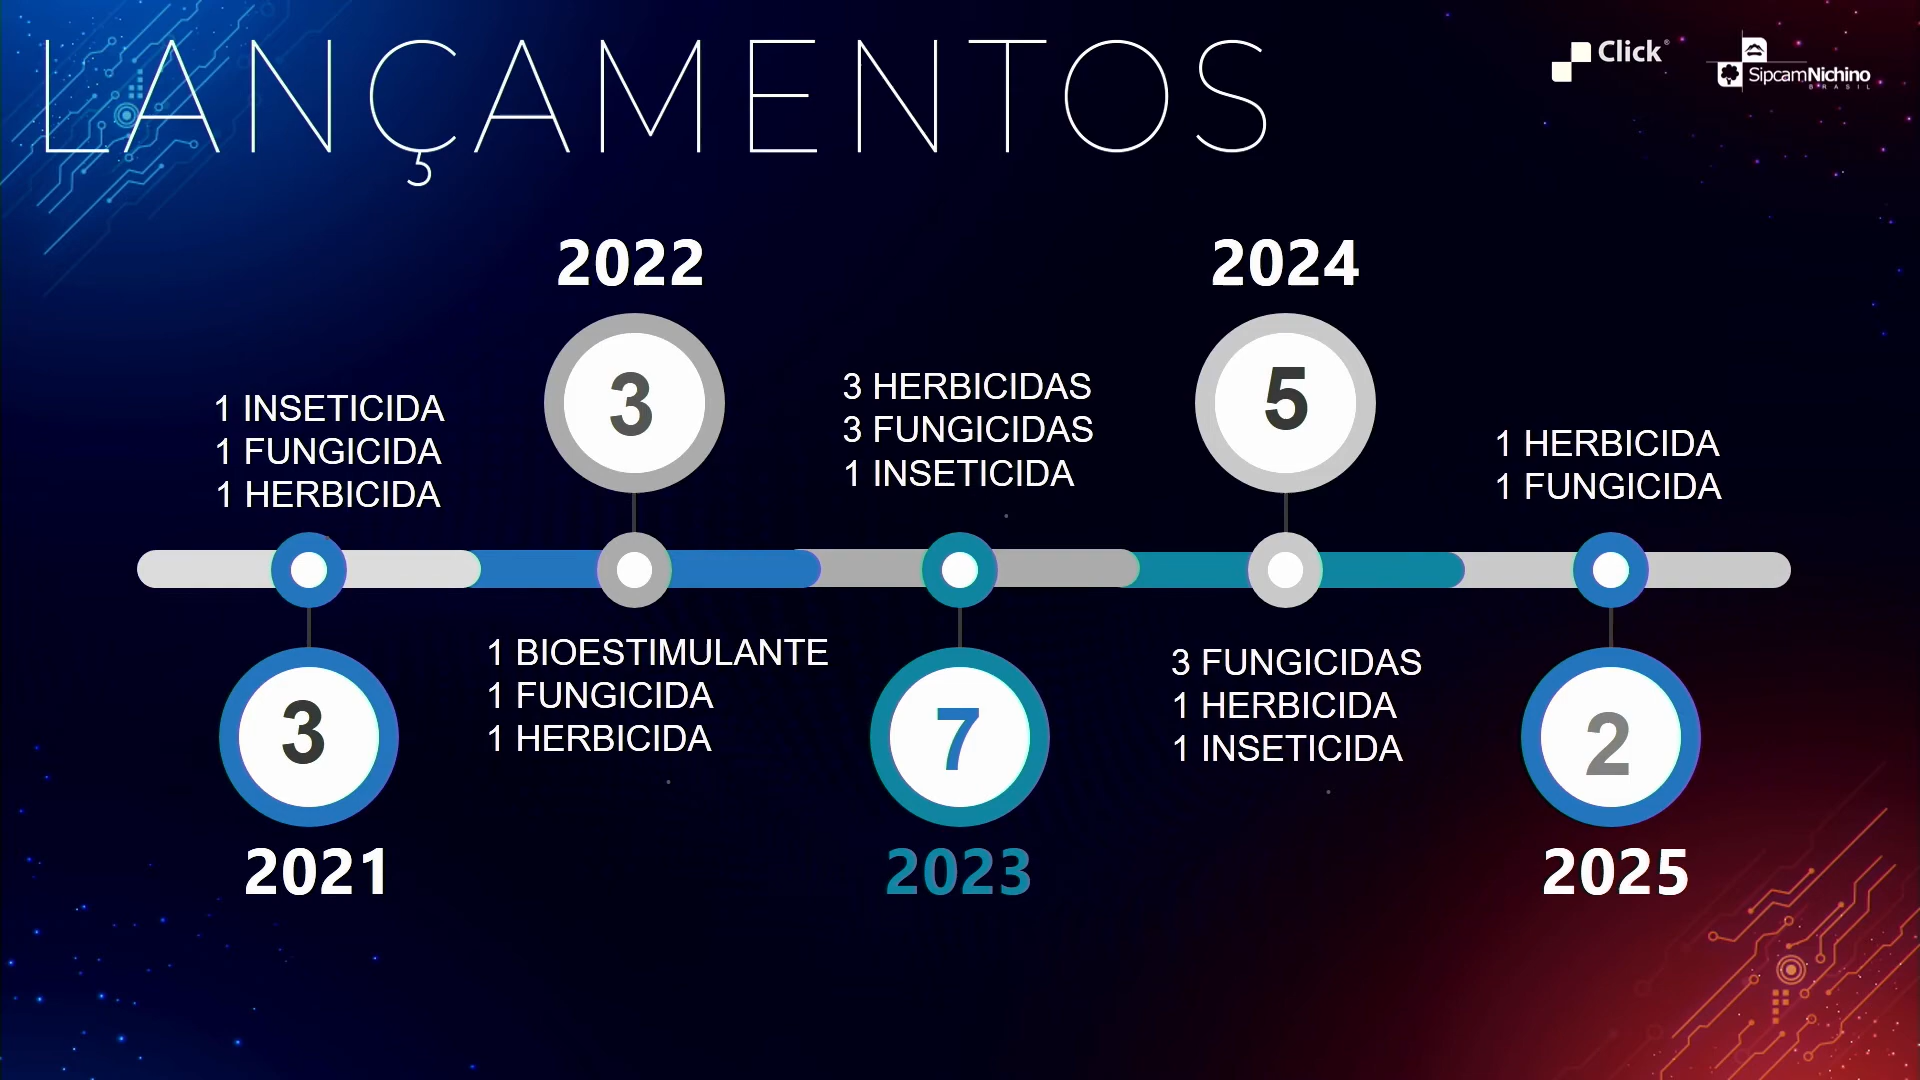 LANÇAMENTOS
Click®
SipcamNichino
BRASIL
2022
2024
3
5
1 INSETICIDA
1 FUNGICIDA
1 HERBICIDA
3 HERBICIDAS
3 FUNGICIDAS
1 INSETICIDA
1 HERBICIDA
1 FUNGICIDA
1 BIOESTIMULANTE
1 FUNGICIDA
1 HERBICIDA
3 FUNGICIDAS
1 HERBICIDA
1 INSETICIDA
3
7
2
2021
2023
2025